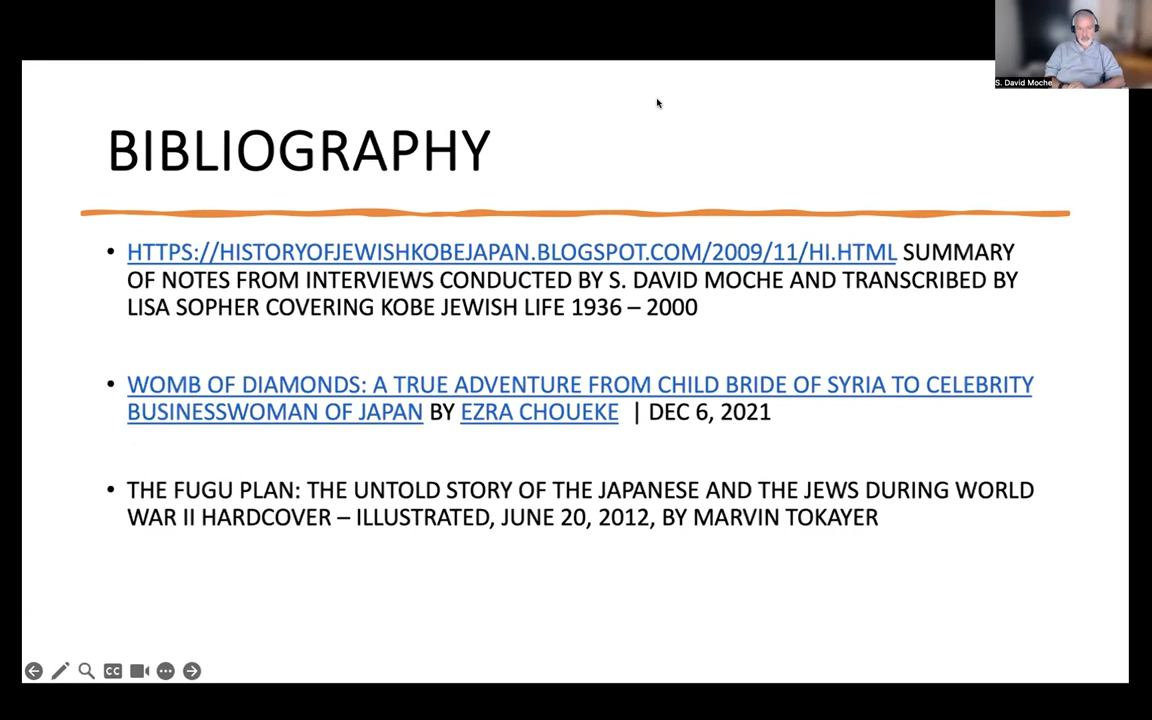 S. David Moche
BIBLIOGRAPHY
• HTTPS://HISTORYOFJEWISHKOBEJAPAN.BLOGSPOT.COM/2009/11/HI.HTML SUMMARY
OF NOTES FROM INTERVIEWS CONDUCTED BY S. DAVID MOCHE AND TRANSCRIBED BY
LISA SOPHER COVERING KOBE JEWISH LIFE 1936 – 2000
• WOMB OF DIAMONDS: A TRUE ADVENTURE FROM CHILD BRIDE OF SYRIA TO CELEBRITY
BUSINESSWOMAN OF JAPAN BY EZRA CHOUEKE | DEC 6, 2021
• THE FUGU PLAN: THE UNTOLD STORY OF THE JAPANESE AND THE JEWS DURING WORLD
WAR II HARDCOVER – ILLUSTRATED, JUNE 20, 2012, BY MARVIN TOKAYER
CC